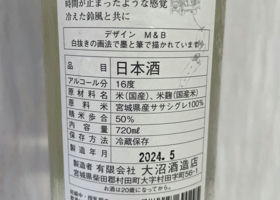 時間が止まったような感覚
冷えた鈴風と共に
デザイン M&B
白抜きの画法で墨と筆で描かれています
品目 日本酒
アルコール分 16度
原材料名 米(国産)、米麹(国産米)
原料米 宮城県産ササシグレ100%
精米歩合 50%
内容量 720㎖
保存方法 冷蔵保存
製造年月 2024.5
製造者 有限会社 大沼酒造店
宮城県柴田郡村田町大字村田字町56-1
お酒は20歳になってから。